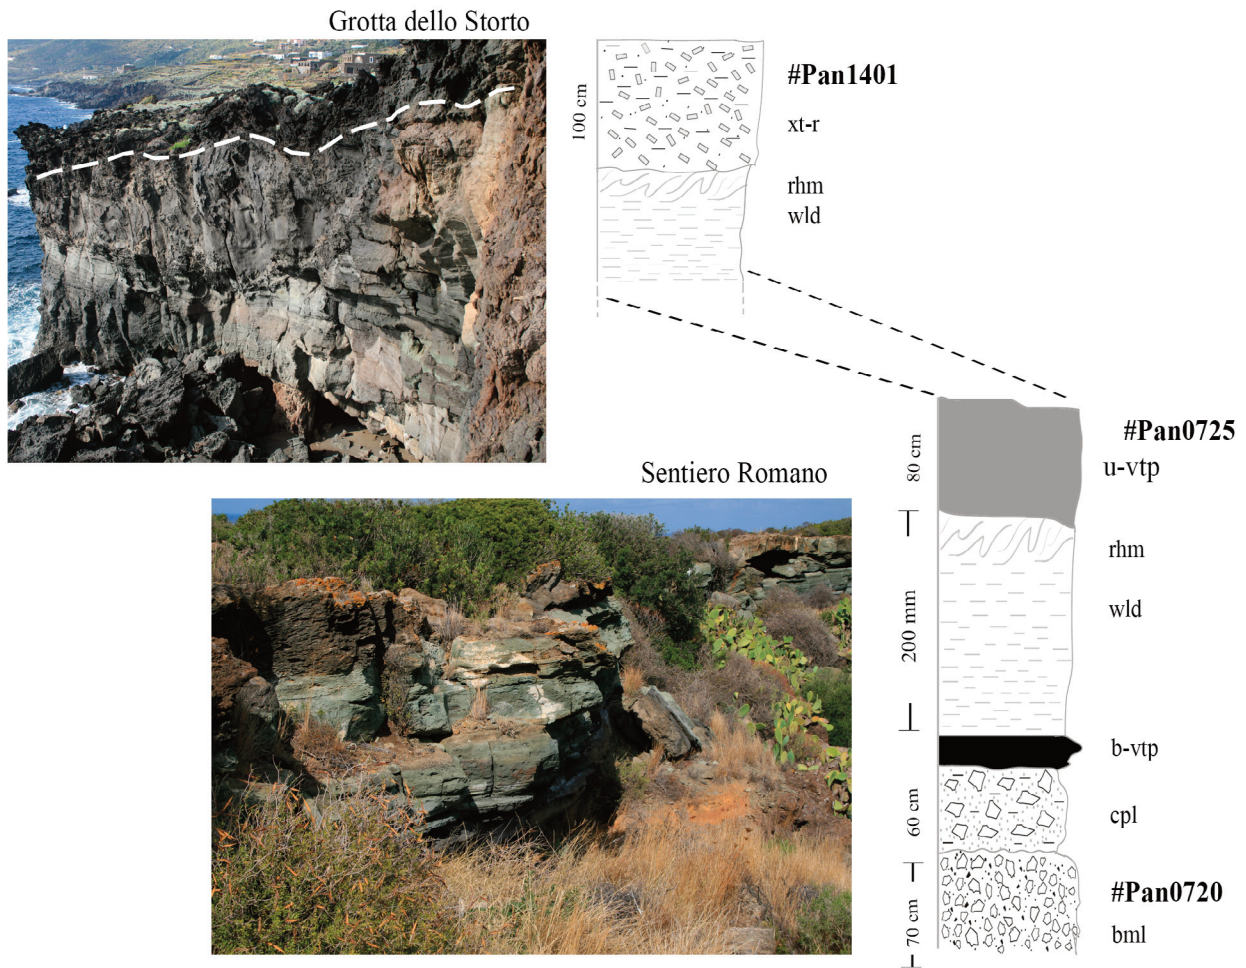 Grotta dello Storto
#Pan1401
100 cm
xt-r
rhm
wld
#Pan0725
80 cm
u-vtp
Sentiero Romano
rhm
200 mm
wld
b-vtp
60 cm
cpl
#Pan0720
70 cm
bml